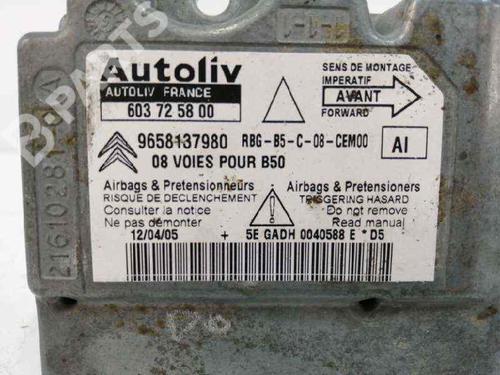 Autoliv
AUTOLIV FRANCE
603 72 58 00
SENS DE MONTAGE
IMPERATIF
AVANT
FORWARD
9658137980 RBG-B5-C-08-CEM00 AI
08 VOIES POUR B50
Airbags & Pretensionneurs
RISQUE DE DECLENCHEMENT
Consulter la notice
Ne pas démonter
Airbags & Pretensioners
TRIGGERING HASARD
Do not remove
Read manual
12/04/05 + 5E GADH 0040588 E * D5
B-PARTS